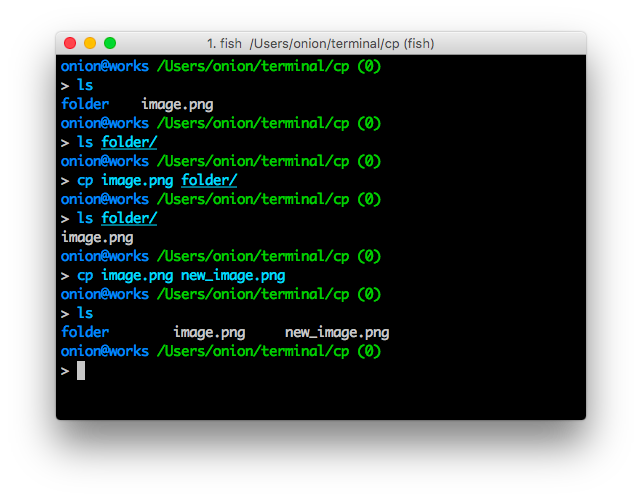 1. fish /Users/onion/terminal/cp (fish)
onion@works /Users/onion/terminal/cp (0)
> ls
folder    image.png
onion@works /Users/onion/terminal/cp (0)
> ls folder/
onion@works /Users/onion/terminal/cp (0)
> cp image.png folder/
onion@works /Users/onion/terminal/cp (0)
> ls folder/
image.png
onion@works /Users/onion/terminal/cp (0)
> cp image.png new_image.png
onion@works /Users/onion/terminal/cp (0)
> ls
folder        image.png     new_image.png
onion@works /Users/onion/terminal/cp (0)
>